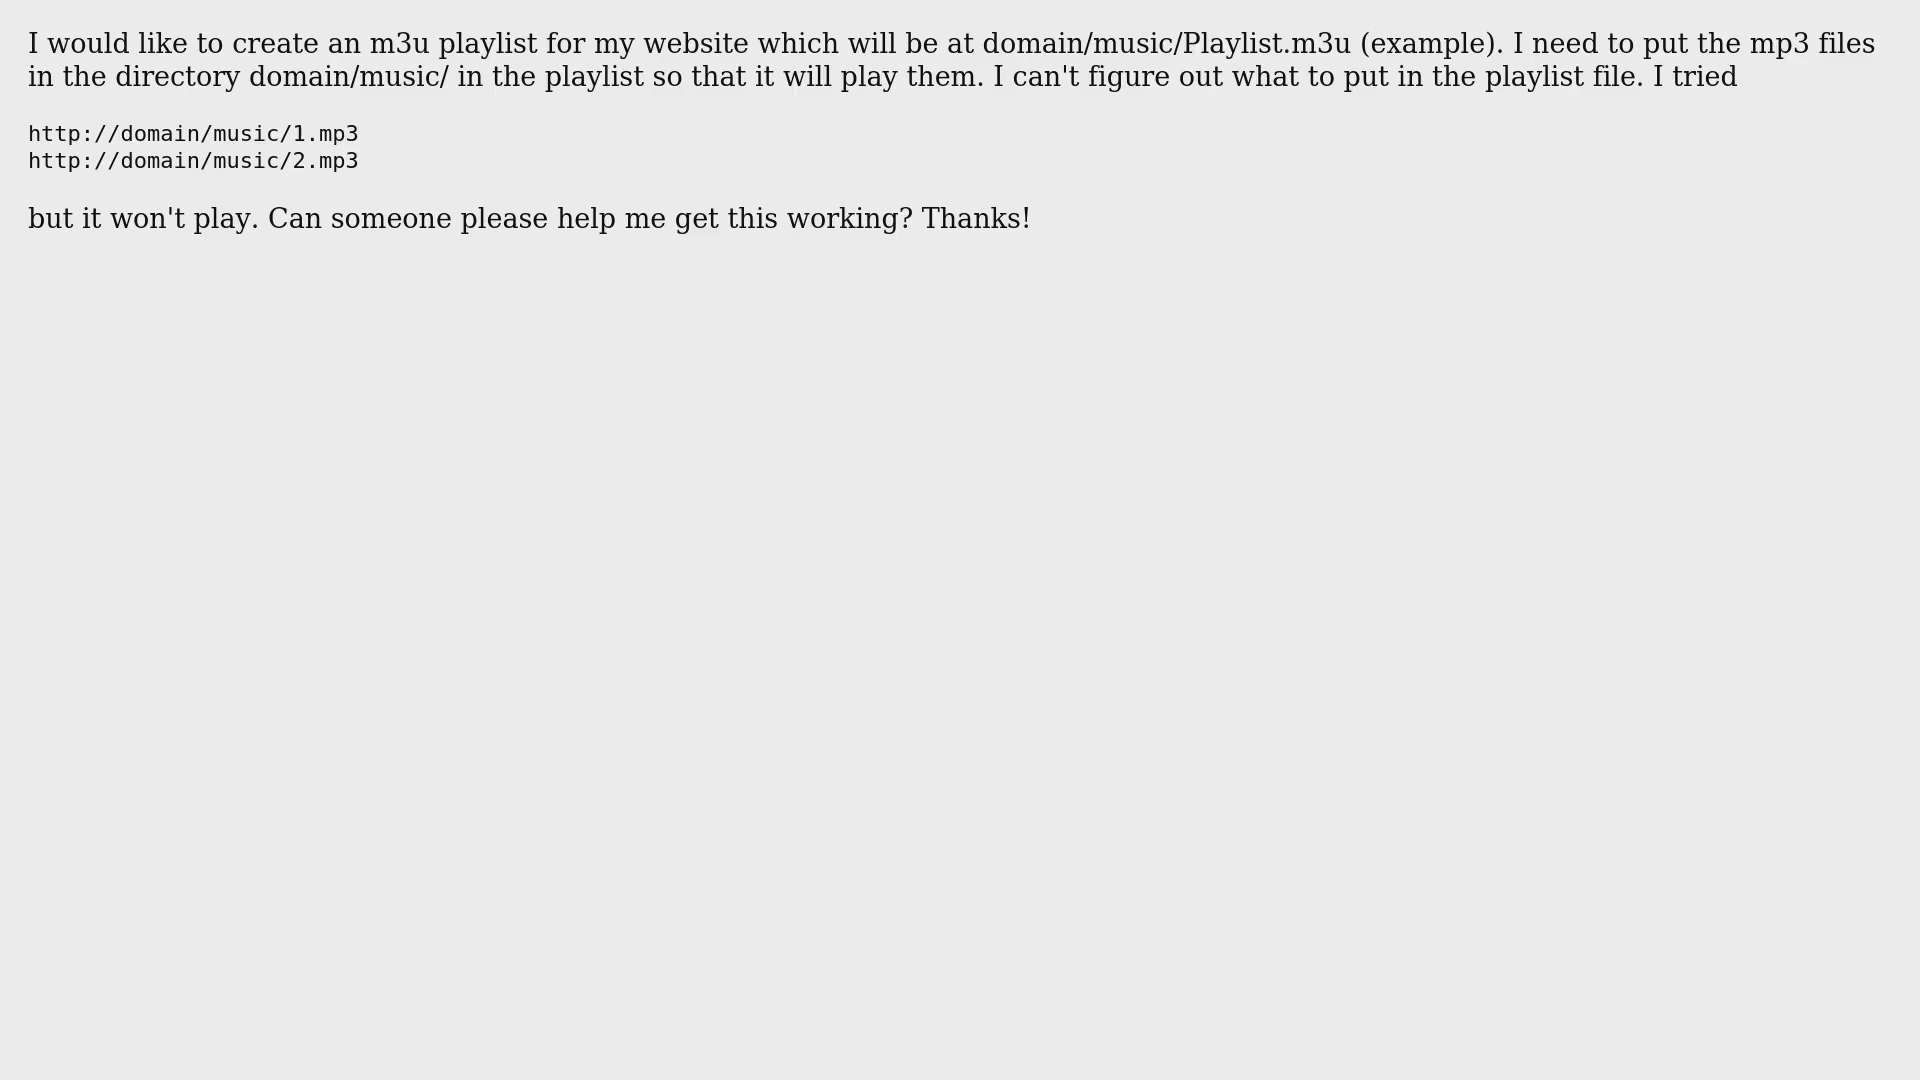 I would like to create an m3u playlist for my website which will be at domain/music/Playlist.m3u (example). I need to put the mp3 files
in the directory domain/music/ in the playlist so that it will play them. I can't figure out what to put in the playlist file. I tried
http://domain/music/1.mp3
http://domain/music/2.mp3
but it won't play. Can someone please help me get this working? Thanks!